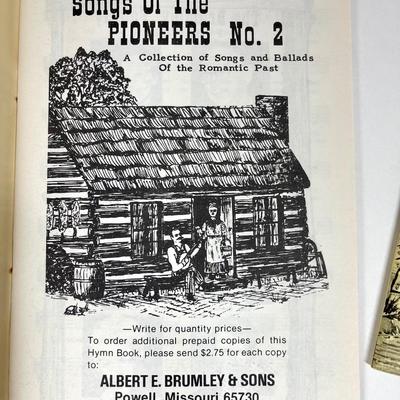 Songs Of The
PIONEERS No. 2
A Collection of Songs and Ballads
Of the Romantic Past
—Write for quantity prices—
To order additional prepaid copies of this
Hymn Book, please send $2.75 for each copy
to:
ALBERT E. BRUMLEY & SONS
Powell, Missouri 65730